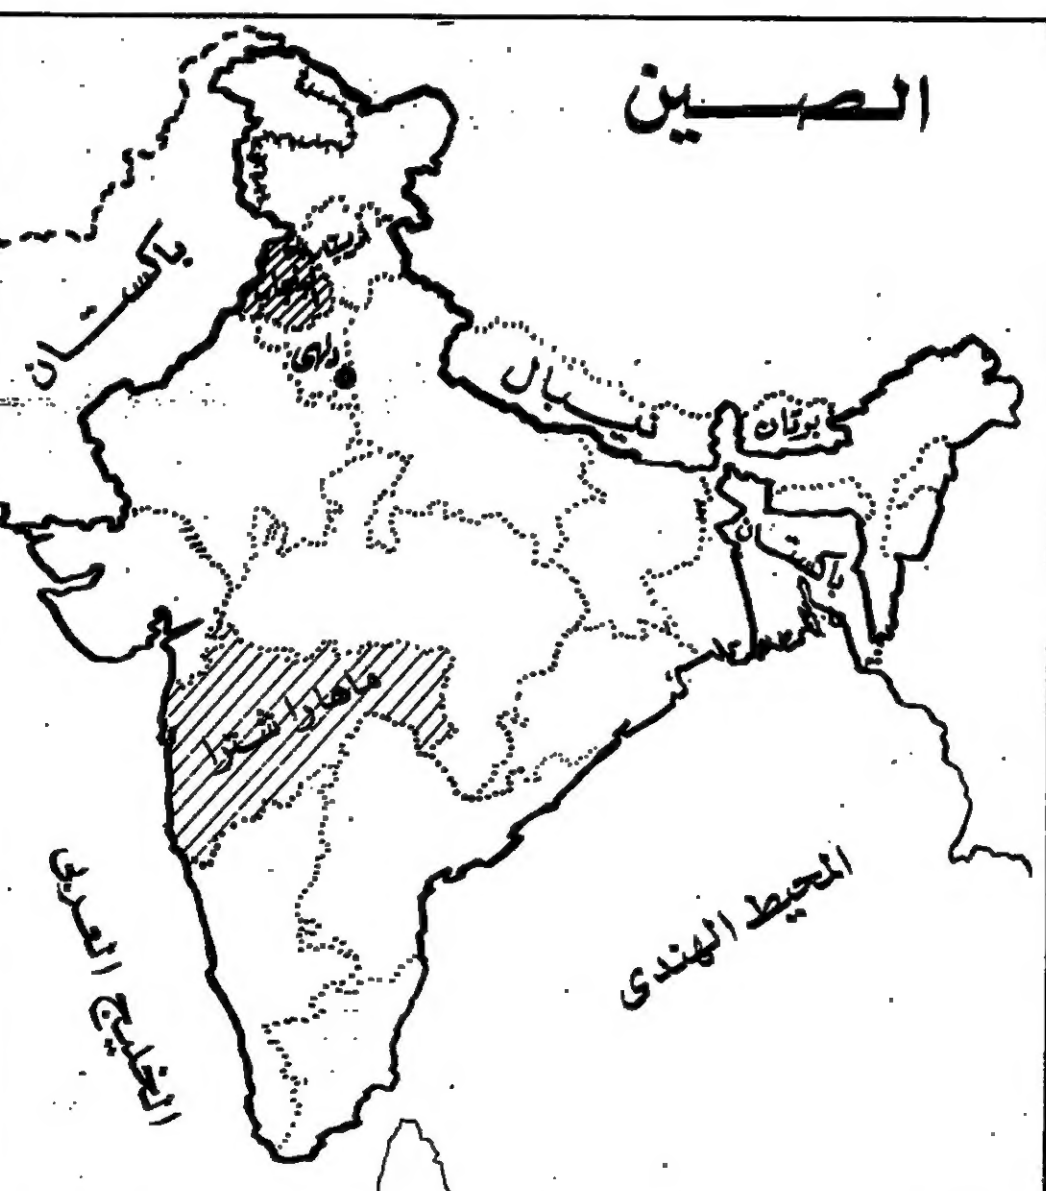 الصين
باكستان
دلهى
نيبال
بوتان
باكستان
ماهاراشترا
المحيط الهندى
الخليج العربى